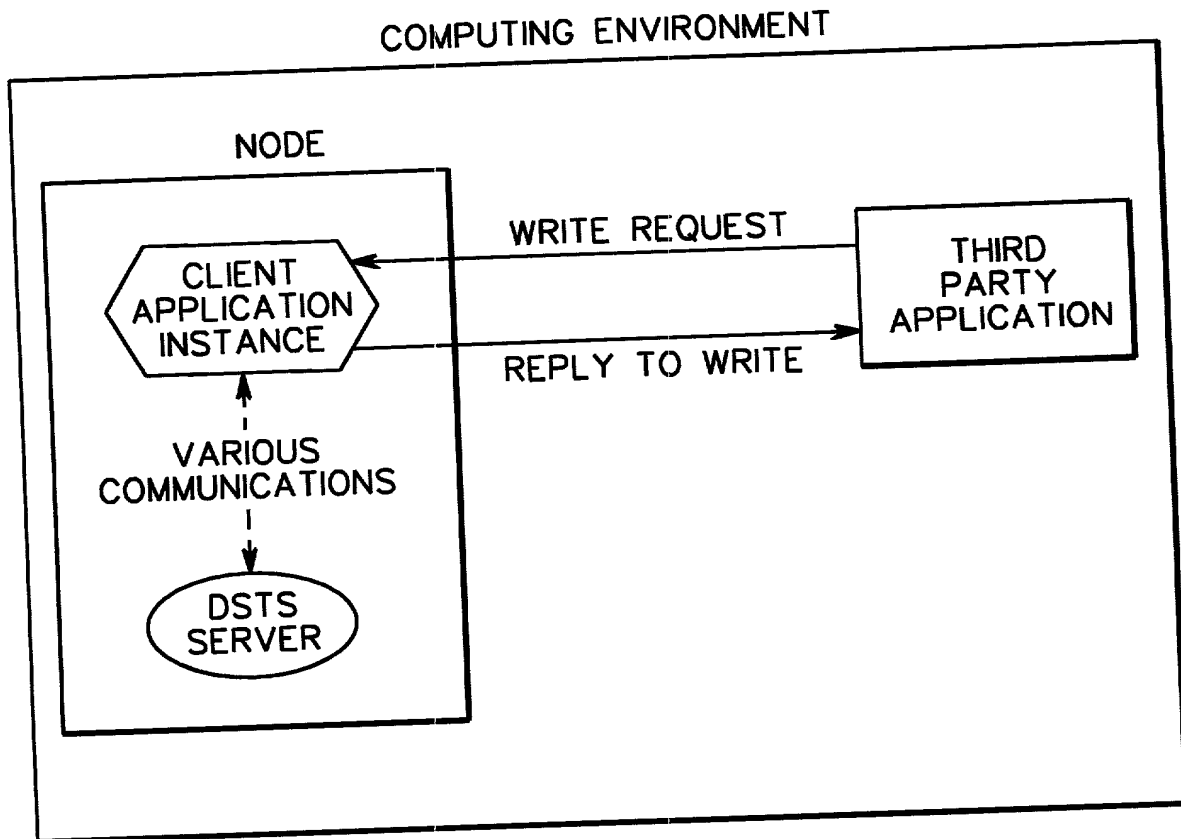 COMPUTING ENVIRONMENT
NODE
CLIENT
APPLICATION
INSTANCE
WRITE REQUEST
REPLY TO WRITE
THIRD
PARTY
APPLICATION
VARIOUS
COMMUNICATIONS
DSTS
SERVER